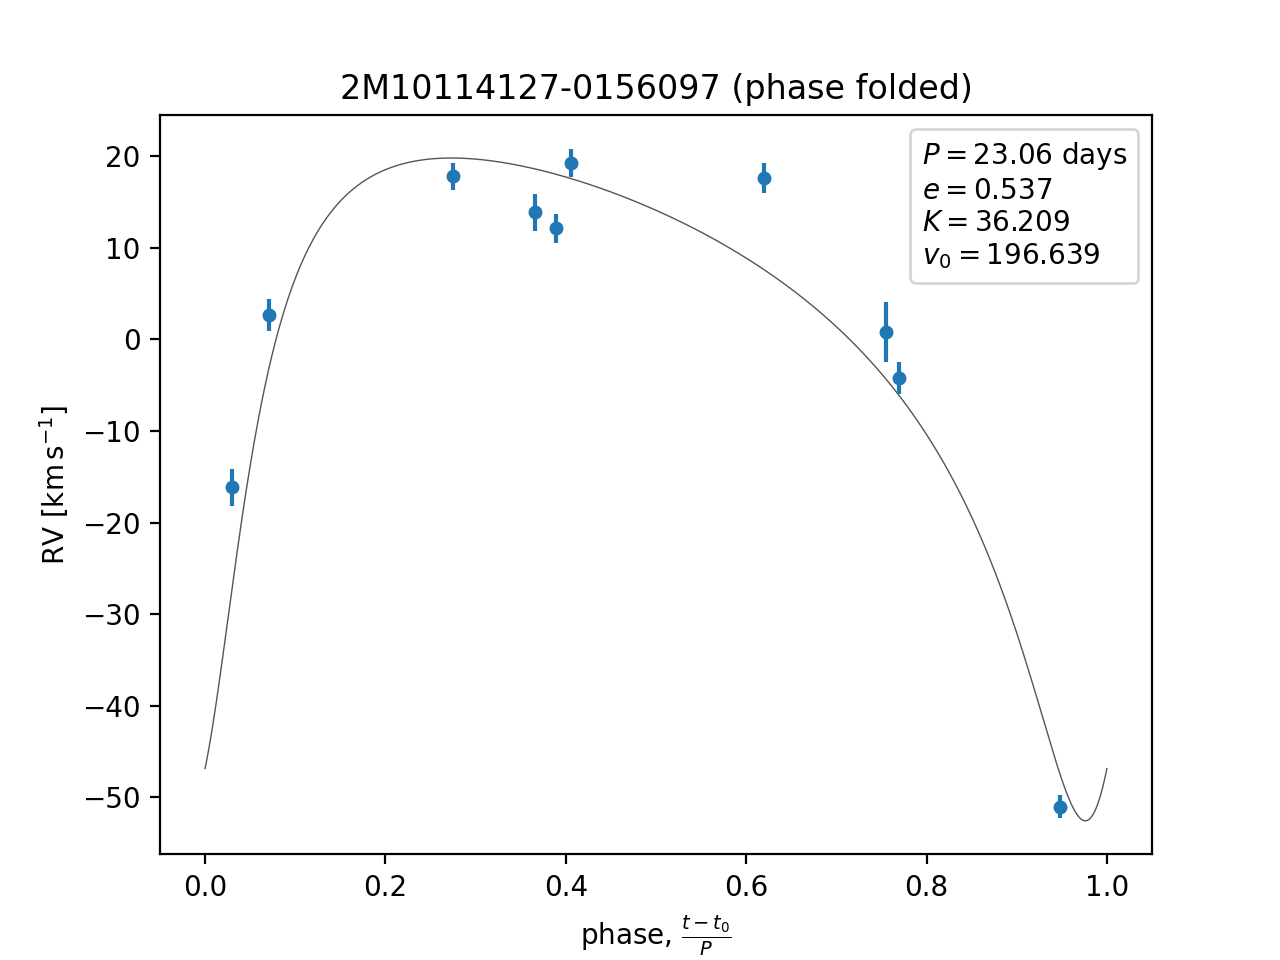 2M10114127-0156097 (phase folded)
P = 23.06 days
e = 0.537
K = 36.209
v₀ = 196.639
RV [km s⁻¹]
20
10
0
−10
−20
−30
−40
−50
0.0 0.2 0.4 0.6 0.8 1.0
phase, (t − t₀)/P